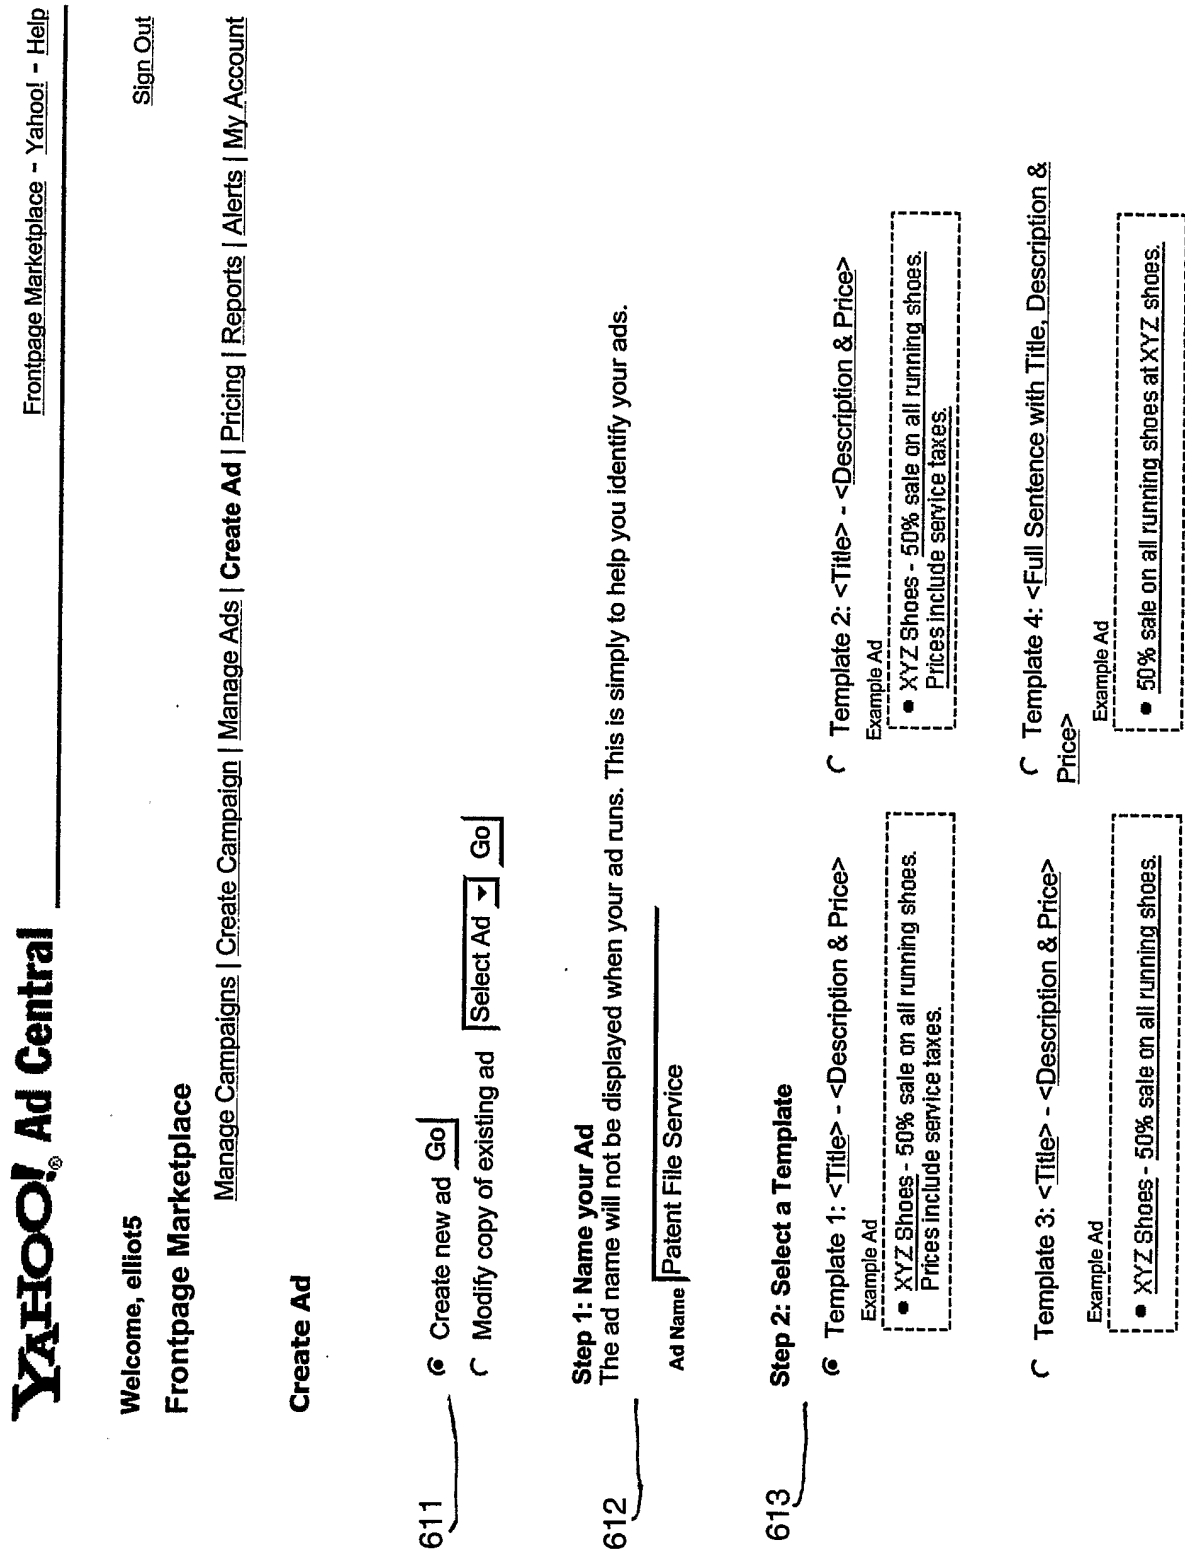 YAHOO!® Ad Central
Frontpage Marketplace - Yahoo! - Help
Welcome, elliot5
Sign Out
Frontpage Marketplace
Manage Campaigns | Create Campaign | Manage Ads | Create Ad | Pricing | Reports | Alerts | My Account
Create Ad
611
Create new ad Go
Modify copy of existing ad Select Ad Go
612
Step 1: Name your Ad
The ad name will not be displayed when your ad runs. This is simply to help you identify your ads.
Ad Name Patent File Service
613
Step 2: Select a Template
Template 1: <Title> - <Description & Price>
Example Ad
• XYZ Shoes - 50% sale on all running shoes.
Prices include service taxes.
Template 2: <Title> - <Description & Price>
Example Ad
• XYZ Shoes - 50% sale on all running shoes.
Prices include service taxes.
Template 3: <Title> - <Description & Price>
Example Ad
• XYZ Shoes - 50% sale on all running shoes.
Template 4: <Full Sentence with Title, Description &
Price>
Example Ad
• 50% sale on all running shoes at XYZ shoes.